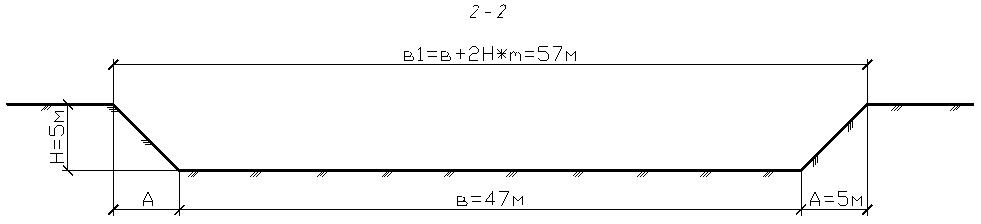 2-2
в1=в+2Н*m=57м
Н=5м
А
в=47м
А=5м